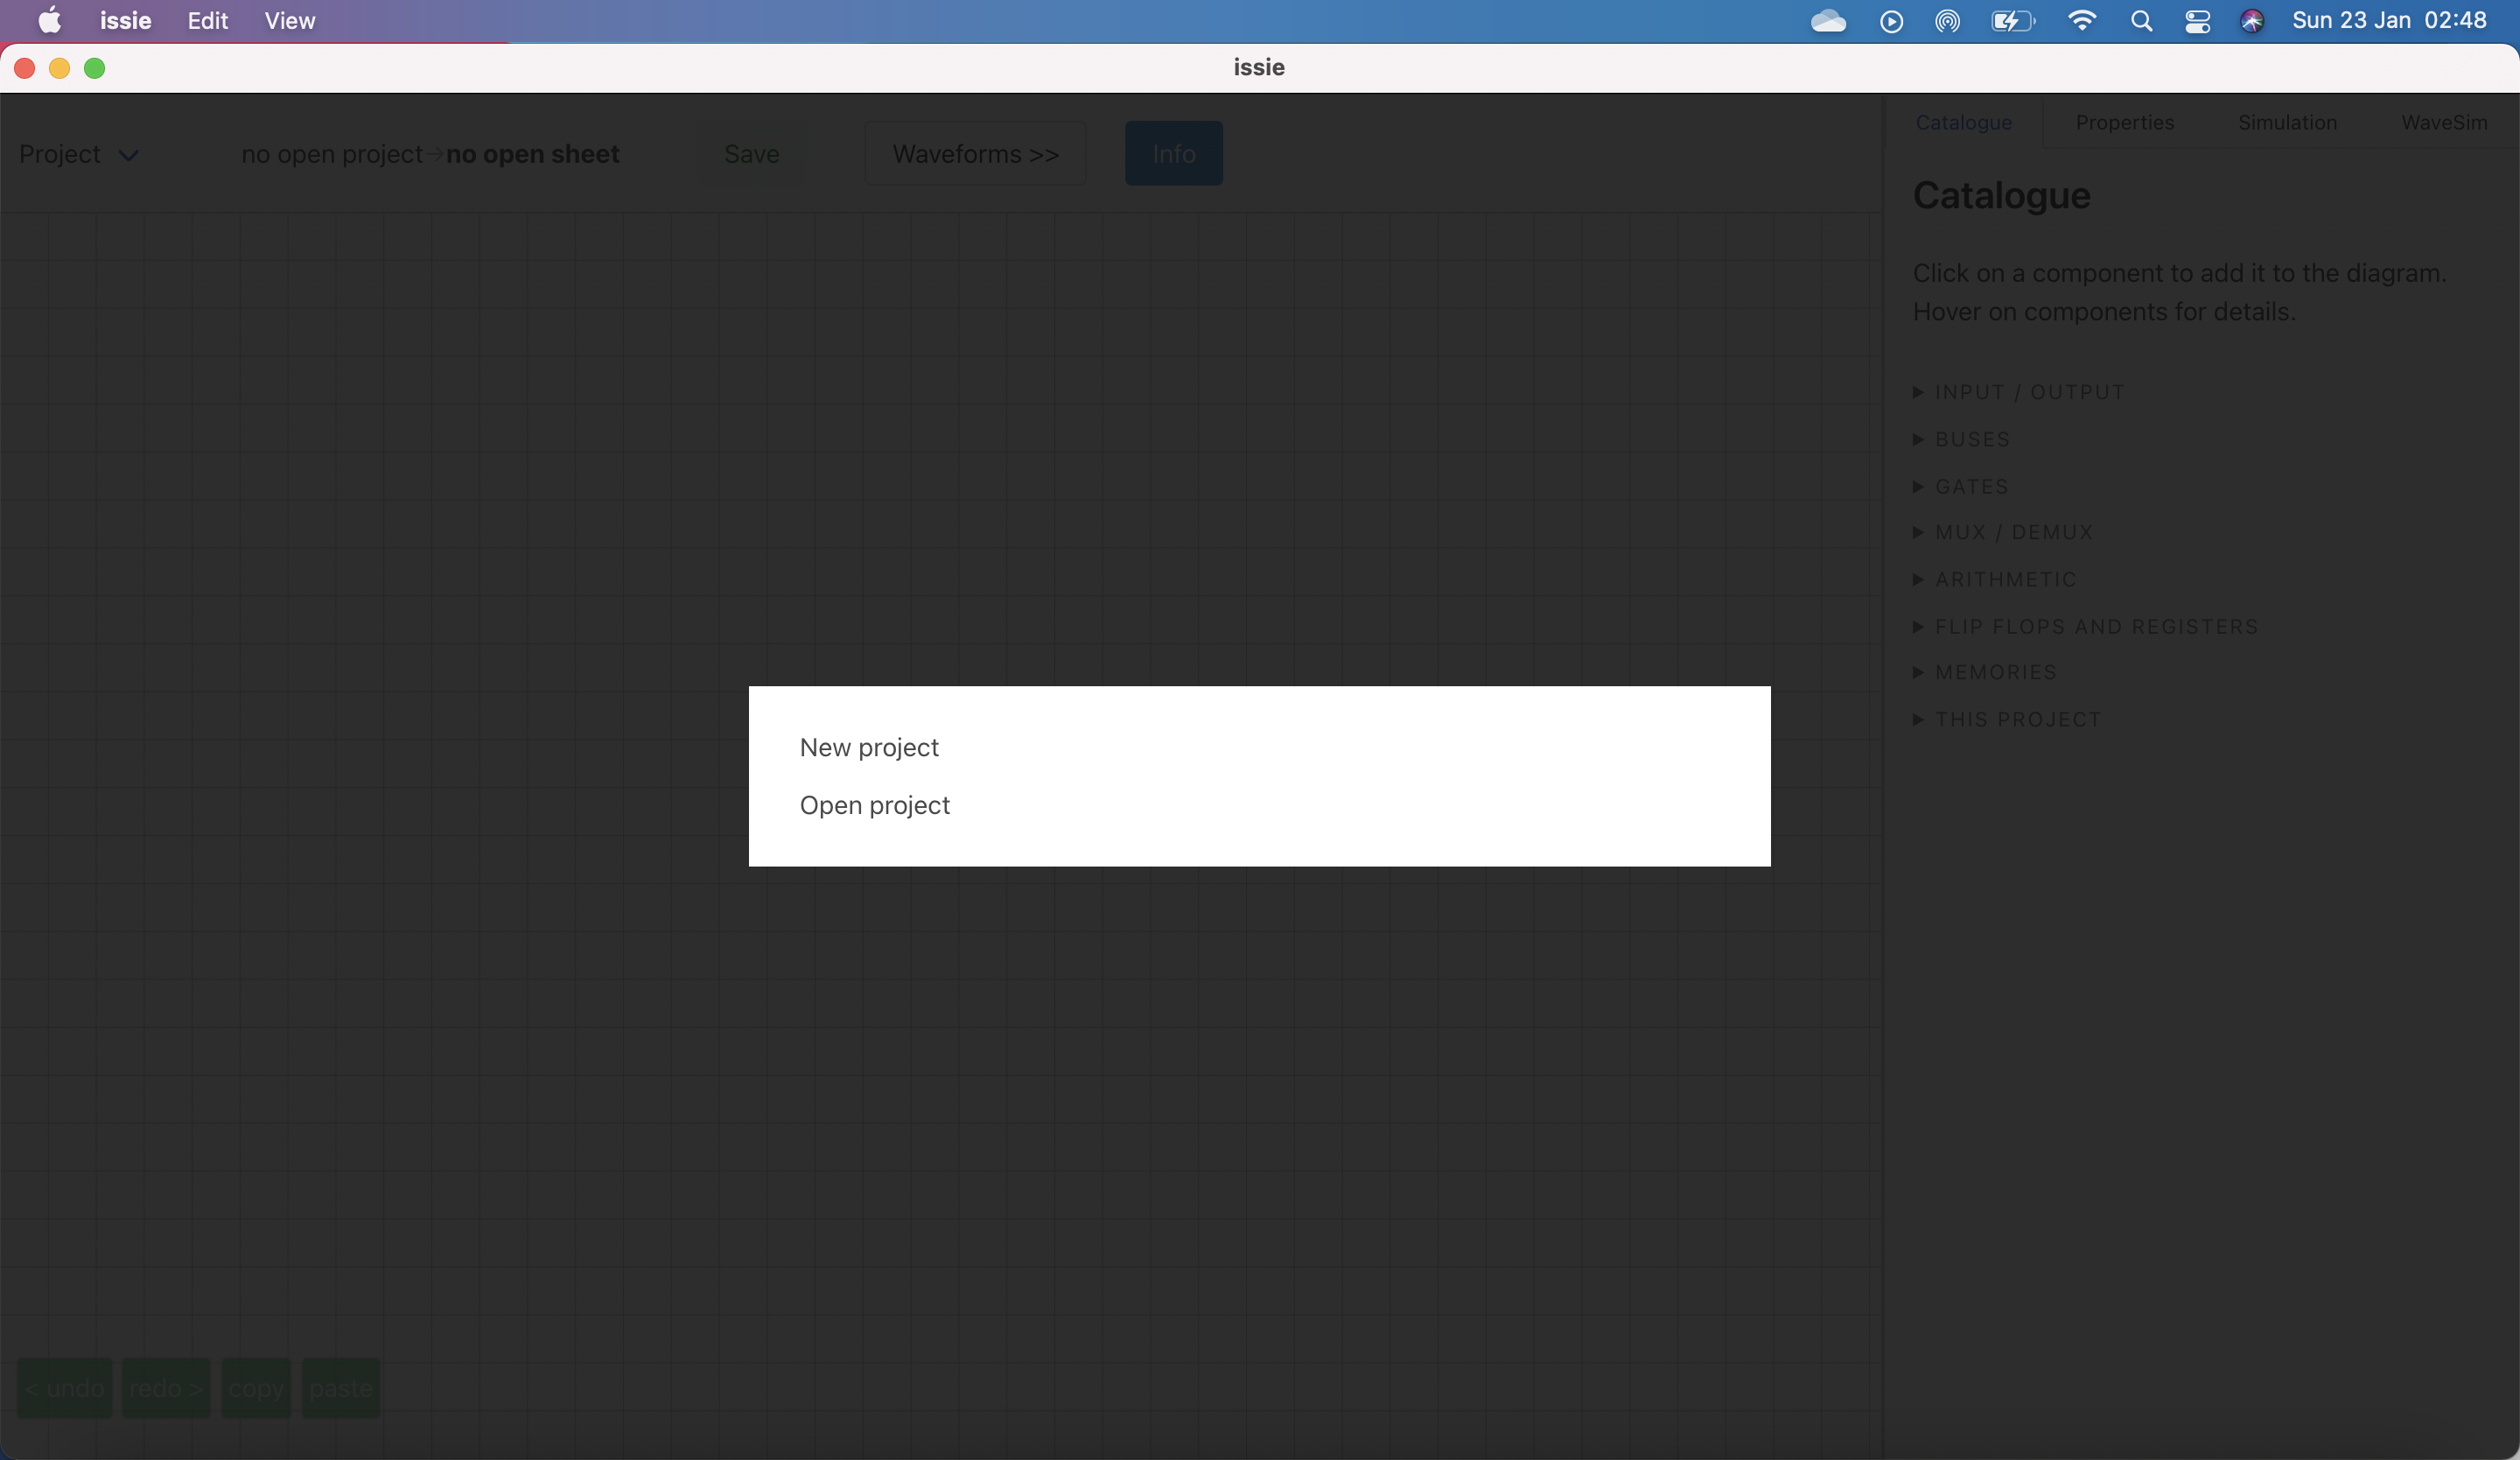 issie Edit View Sun 23 Jan 02:48
issie
Project no open project→no open sheet Save Waveforms >> Info
Catalogue Properties Simulation WaveSim
Catalogue
Click on a component to add it to the diagram.
Hover on components for details.
INPUT / OUTPUT
BUSES
GATES
MUX / DEMUX
ARITHMETIC
FLIP FLOPS AND REGISTERS
MEMORIES
THIS PROJECT
New project
Open project
< undo redo > copy paste